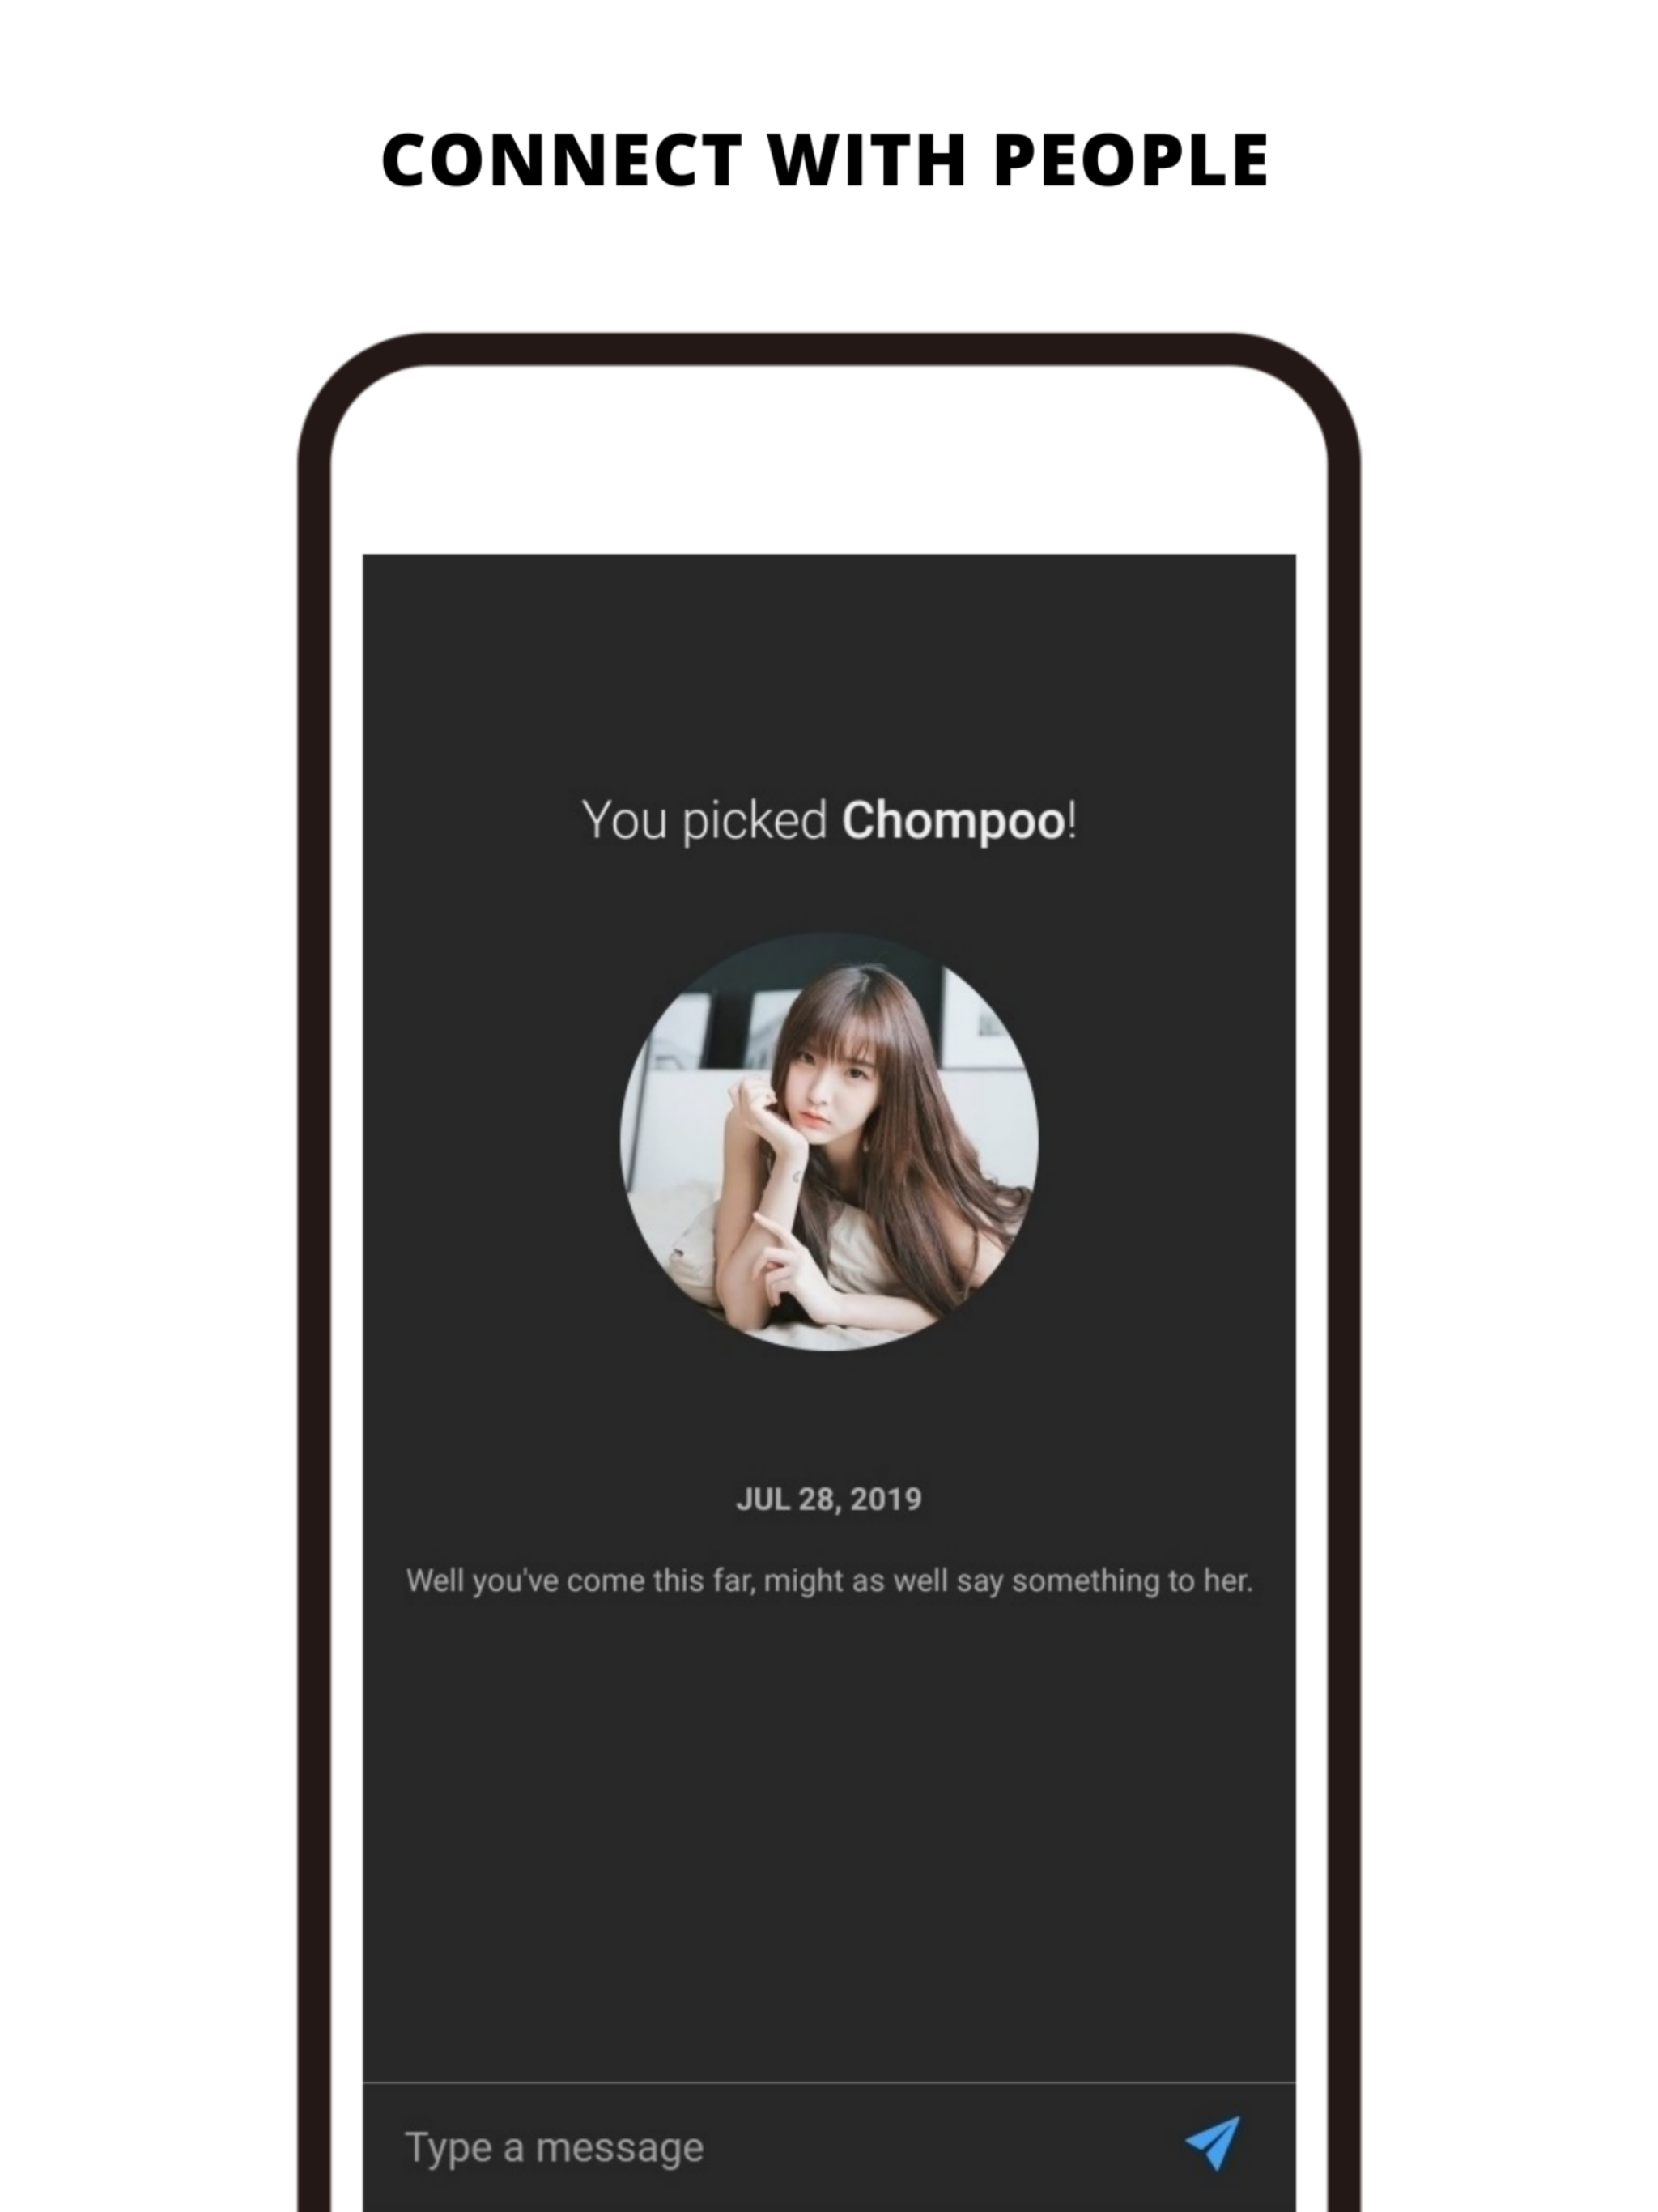 CONNECT WITH PEOPLE
You picked Chompoo!
JUL 28, 2019
Well you've come this far, might as well say something to her.
Type a message